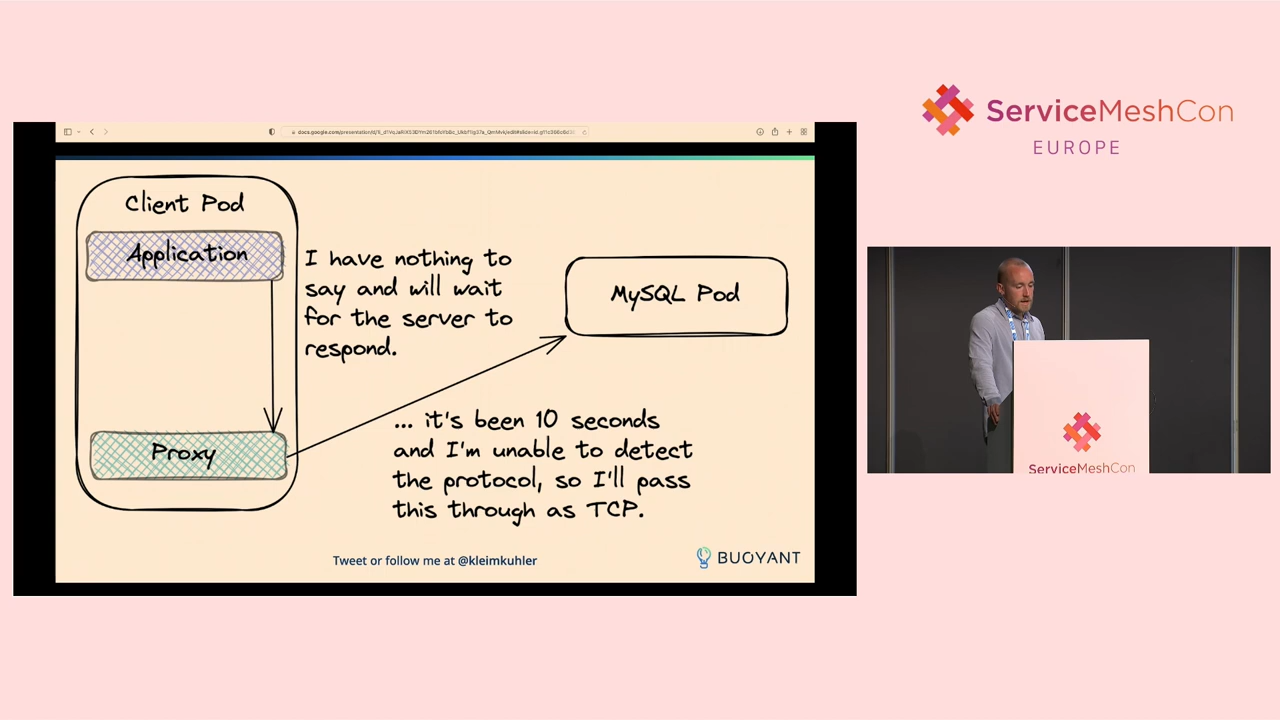 Client Pod
Application
I have nothing to
say and will wait
for the server to
respond.
MySQL Pod
Proxy
... it's been 10 seconds
and I'm unable to detect
the protocol, so I'll pass
this through as TCP.
Tweet or follow me at @kleimkuhler
BUOYANT
ServiceMeshCon
EUROPE
ServiceMeshCon